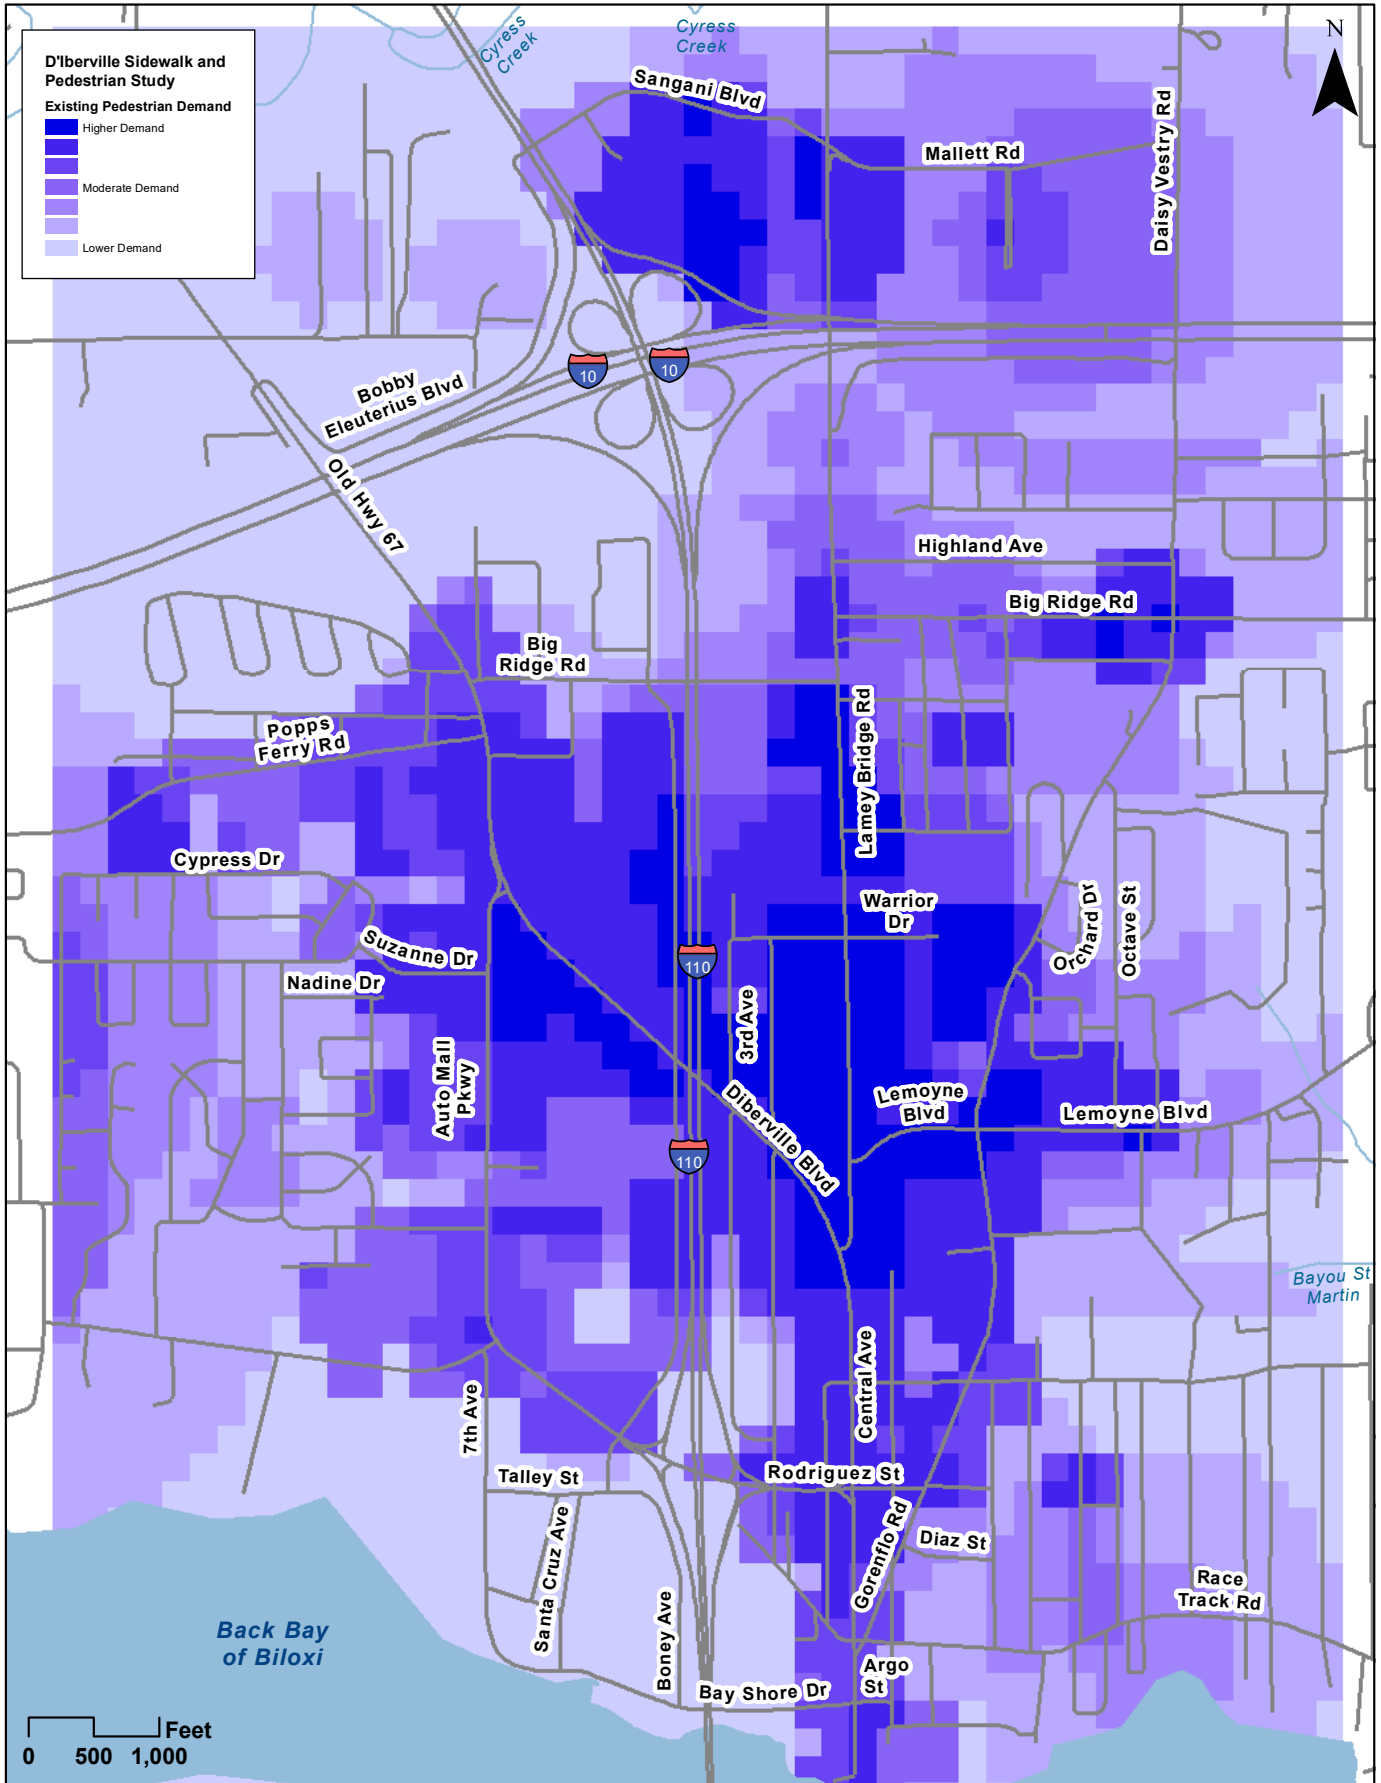 Cyress
Creek
Cyress
Creek
N
D'Iberville Sidewalk and
Pedestrian Study
Existing Pedestrian Demand
Higher Demand
Moderate Demand
Lower Demand
Sangani Blvd
Mallett Rd
Daisy Vestry Rd
10
10
Bobby
Eleuterius Blvd
Old Hwy 67
Highland Ave
Big Ridge Rd
Big
Ridge Rd
Popps
Ferry Rd
Lamey Bridge Rd
Cypress Dr
Warrior
Dr
Orchard Dr
Octave St
Suzanne Dr
110
Nadine Dr
3rd Ave
Auto Mall
Pkwy
Diberville Blvd
Lemoyne
Blvd
Lemoyne Blvd
110
Bayou St
Martin
Central Ave
7th Ave
Talley St
Rodriguez St
Santa Cruz Ave
Gorenflo Rd
Diaz St
Race
Track Rd
Back Bay
of Biloxi
Boney Ave
Argo
St
Bay Shore Dr
Feet
0 500 1,000